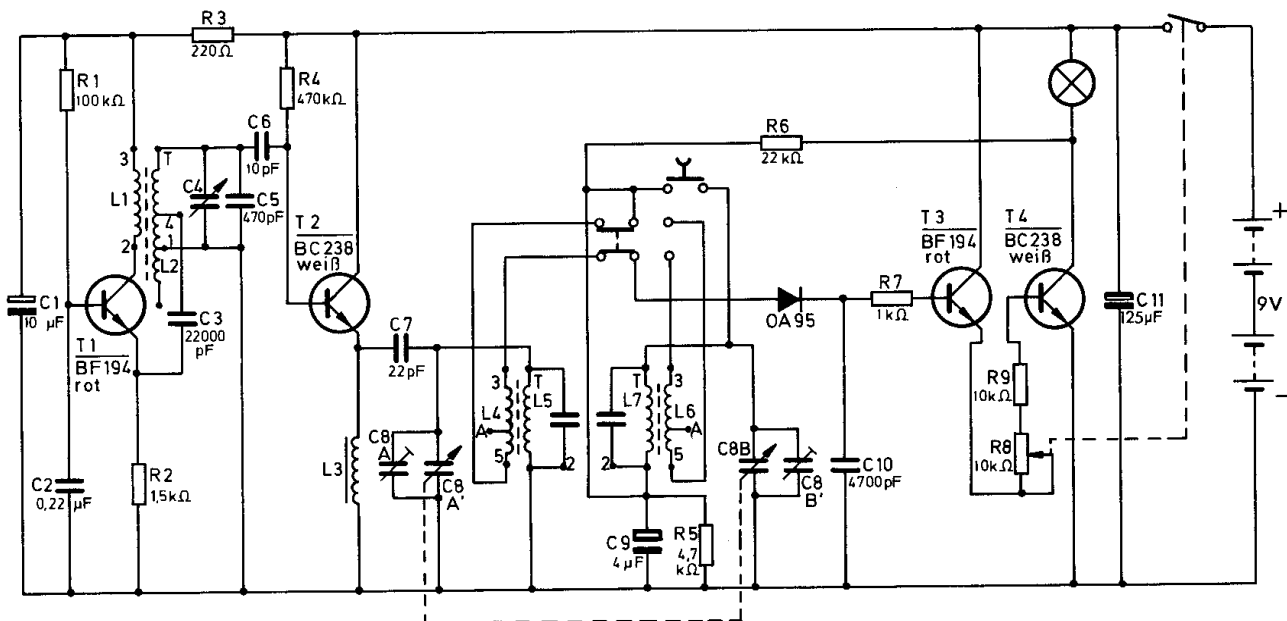 R3
220Ω
R1
100kΩ
R4
470kΩ
C6
10pF
3
T
L1
C4
C5
470pF
4
1
2
L2
T2
BC238
weiß
C1
10 µF
T1
BF194
rot
C3
22000
pF
C7
22pF
C2
0,22 µF
R2
1,5kΩ
L3
C8
A
C8
A'
3
T
L4
L5
A
5
2
R6
22kΩ
OA95
T
3
L7
L6
A
2
5
C8B
C8
B'
C9
4µF
R5
4,7
kΩ
C10
4700pF
R7
1kΩ
T3
BF194
rot
T4
BC238
weiß
R9
10kΩ
R8
10kΩ
C11
125µF
+
9V
−